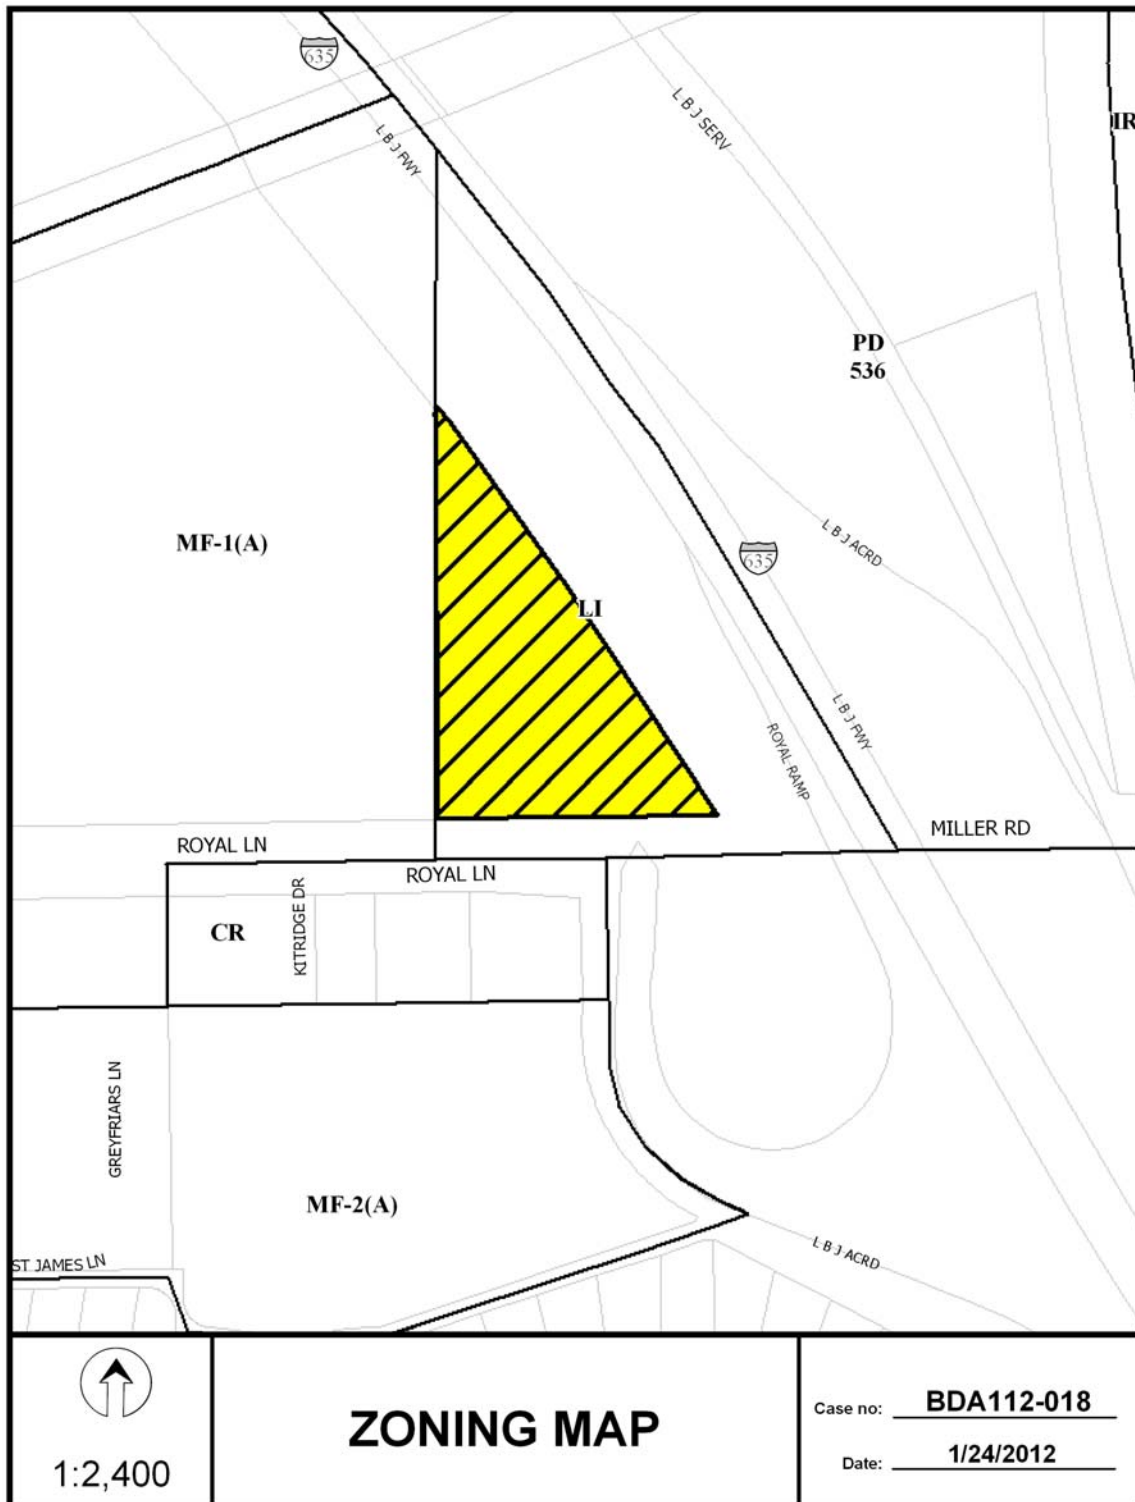 635
L B J FWY
L B J SERV
IR
PD
536
MF-1(A)
L B J ACRD
635
LI
L B J FWY
ROYAL RAMP
MILLER RD
ROYAL LN
ROYAL LN
KITRIDGE DR
CR
GREYFRIARS LN
MF-2(A)
L B J ACRD
ST JAMES LN
1:2,400
ZONING MAP
Case no: BDA112-018
Date: 1/24/2012